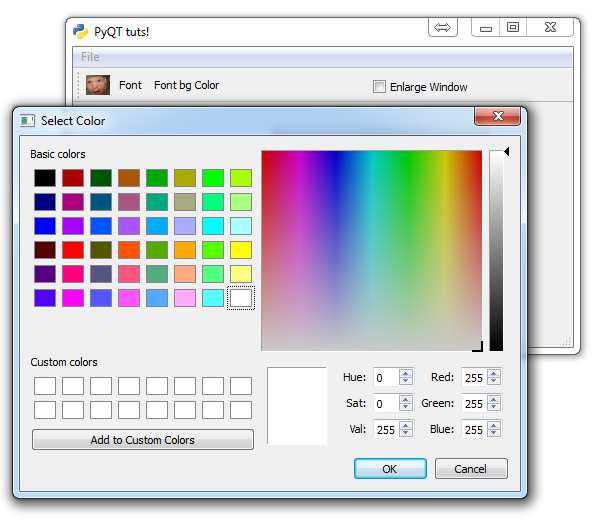 PyQT tuts!
File
Font Font bg Color Enlarge Window
Select Color
Basic colors
Custom colors
Hue: 0 Red: 255
Sat: 0 Green: 255
Val: 255 Blue: 255
Add to Custom Colors
OK Cancel